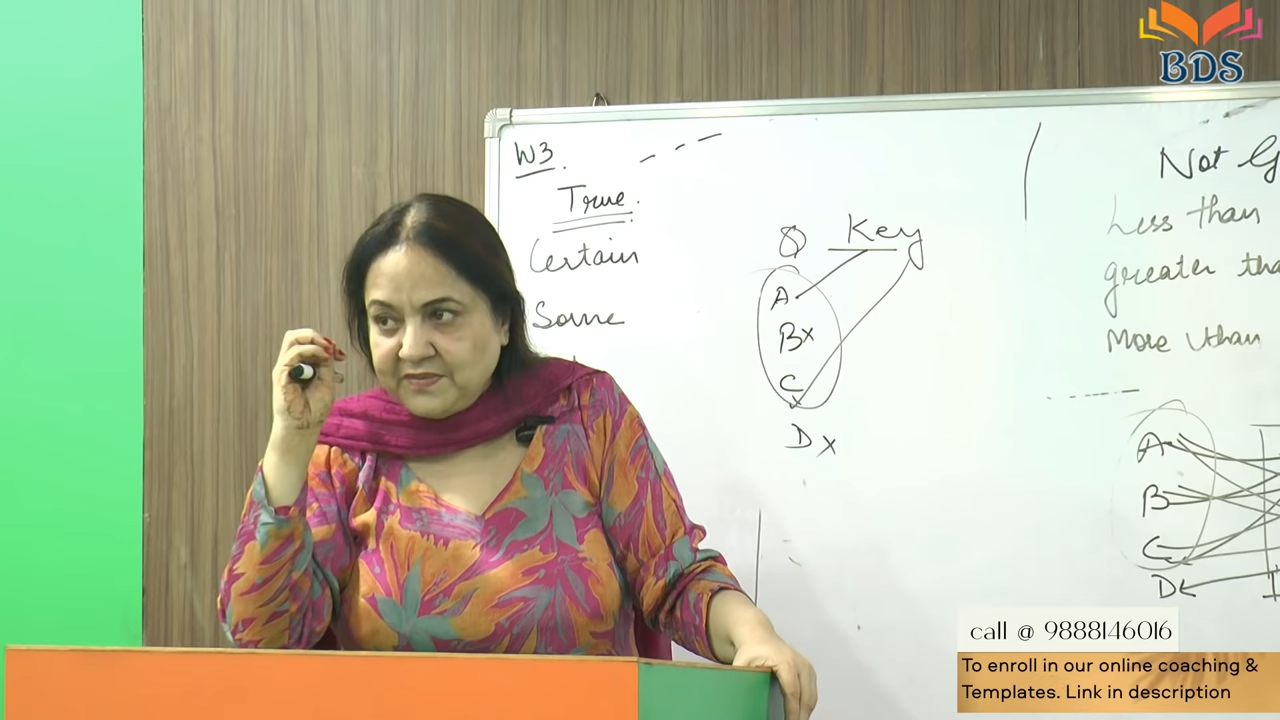 BDS
W3.
True.
Certain
Some
Q Key
A
Bx
C
D x
Not
Less than
greater
More than
A
B
C
D
call @ 9888146016
To enroll in our online coaching &
Templates. Link in description